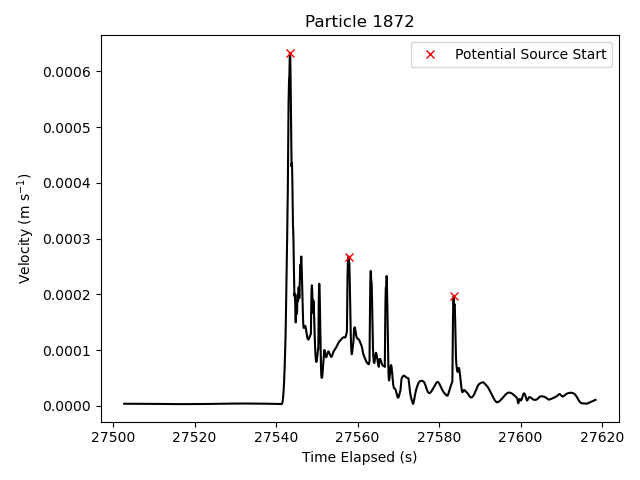 Particle 1872
Potential Source Start
0.0006
0.0005
0.0004
0.0003
0.0002
0.0001
0.0000
Velocity (m s⁻¹)
27500 27520 27540 27560 27580 27600 27620
Time Elapsed (s)